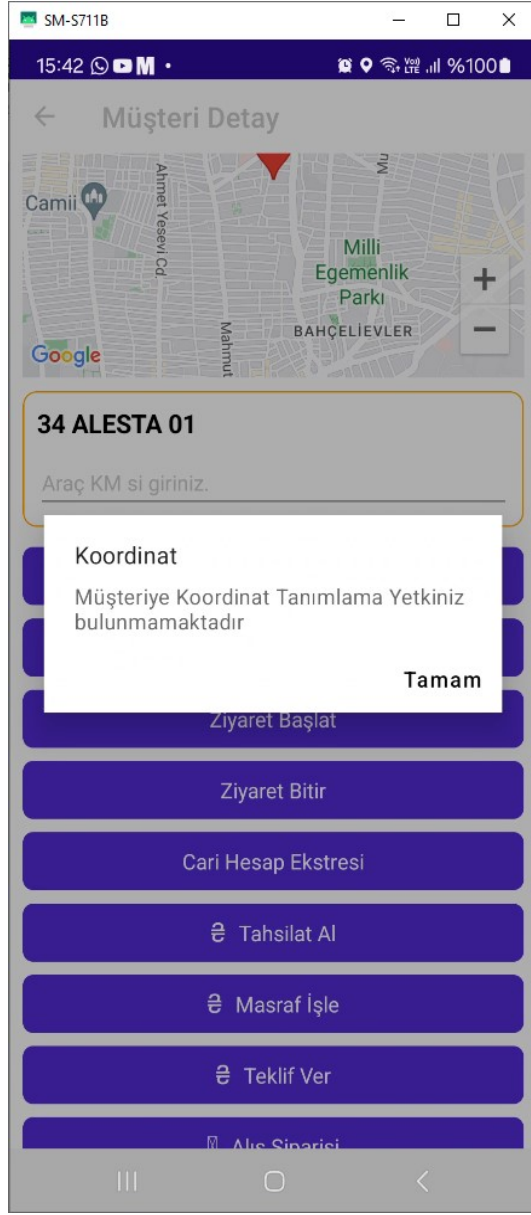 SM-S711B
15:42 M %100
Müşteri Detay
Camii
Ahmet Yesevi Cd.
Milli
Egemenlik
Parkı
Mahmut
BAHÇELİEVLER
+
−
Google
34 ALESTA 01
Araç KM si giriniz.
Koordinat
Müşteriye Koordinat Tanımlama Yetkiniz
bulunmamaktadır
Tamam
Ziyaret Başlat
Ziyaret Bitir
Cari Hesap Ekstresi
₴ Tahsilat Al
₴ Masraf İşle
₴ Teklif Ver
Alış Siparişi